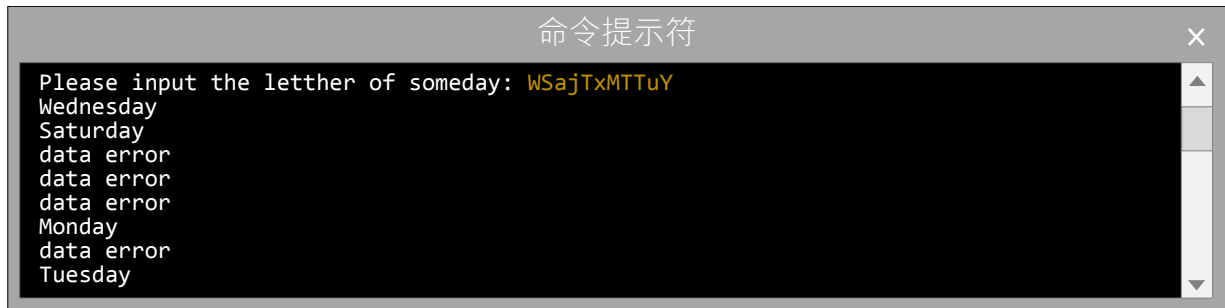 命令提示符
×
Please input the letther of someday: WSajTxMTTuY
Wednesday
Saturday
data error
data error
data error
Monday
data error
Tuesday